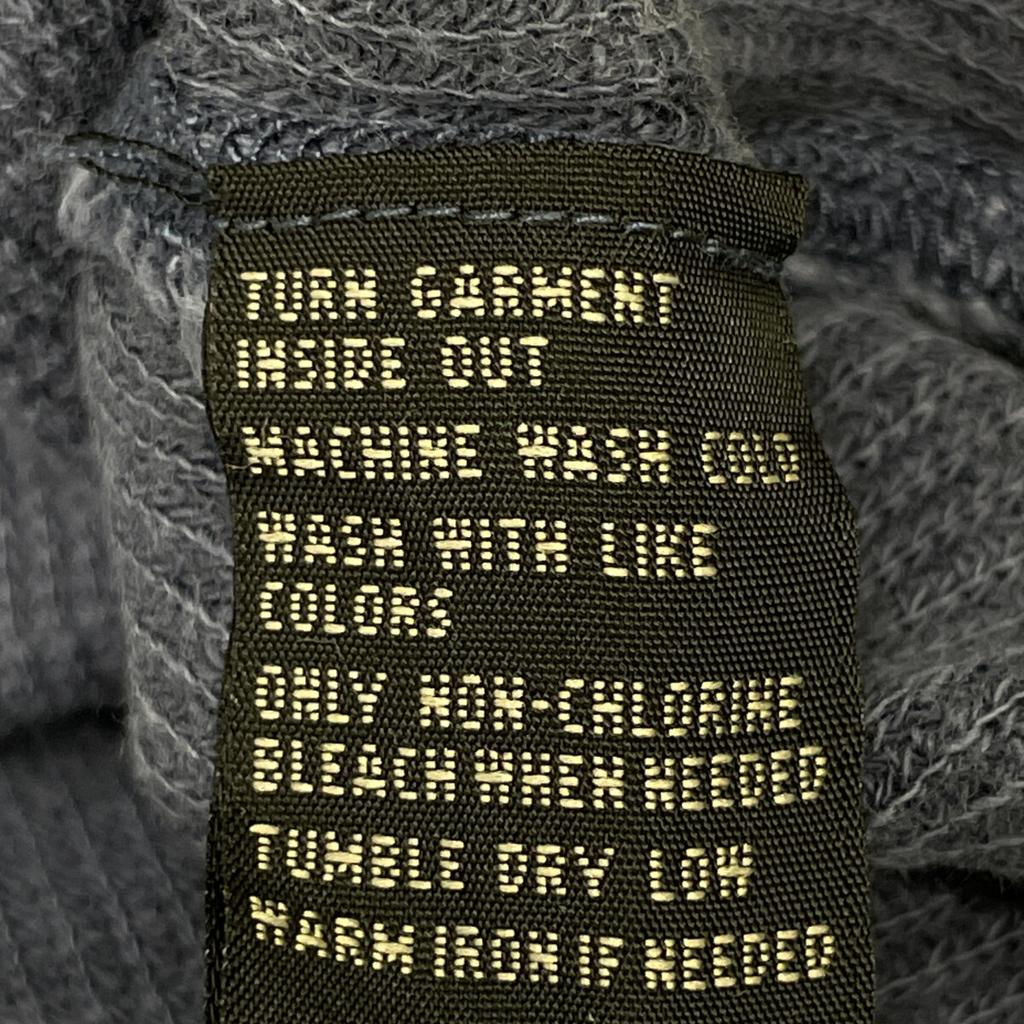 TURN GARMENT
INSIDE OUT
MACHINE WASH COLD
WASH WITH LIKE
COLORS
ONLY NON-CHLORINE
BLEACH WHEN NEEDED
TUMBLE DRY LOW
WARM IRON IF NEEDED